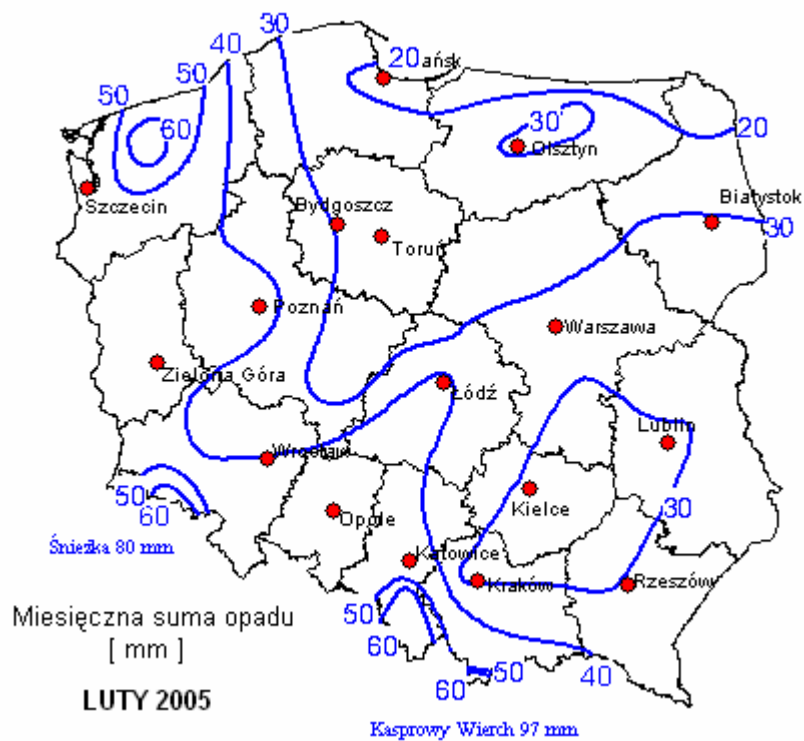 30
40
50
50
60
20 ańsk
30
Olsztyn
20
Szczecin
Bydgoszcz
Toruń
Białystok
30
Poznań
Warszawa
Zielona Góra
Łódź
Lublin
Wrocław
50
60
Opole
Kielce
30
Śnieżka 80 mm
Katowice
Kraków
Rzeszów
50
60
Miesięczna suma opadu
[ mm ]
50
60
40
LUTY 2005
Kasprowy Wierch 97 mm